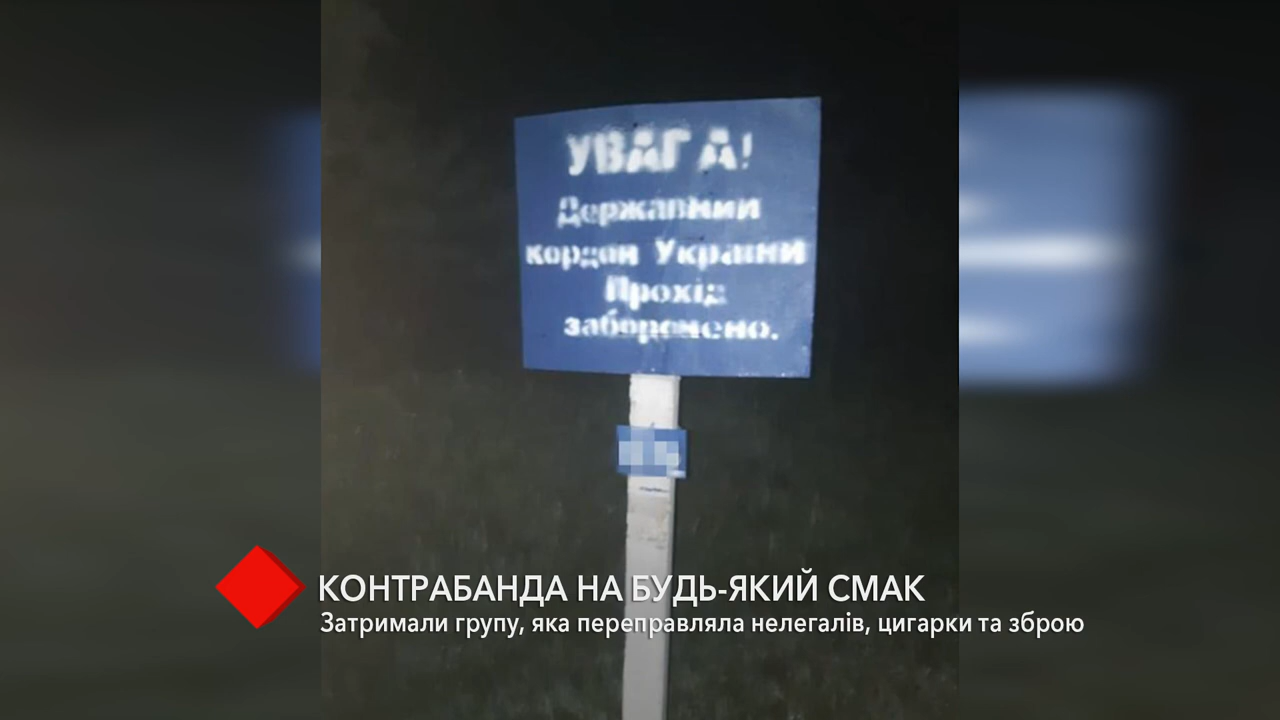 УВАГА!
Державний
кордон України
Прохід
заборонено.
КОНТРАБАНДА НА БУДЬ-ЯКИЙ СМАК
Затримали групу, яка переправляла нелегалів, цигарки та зброю